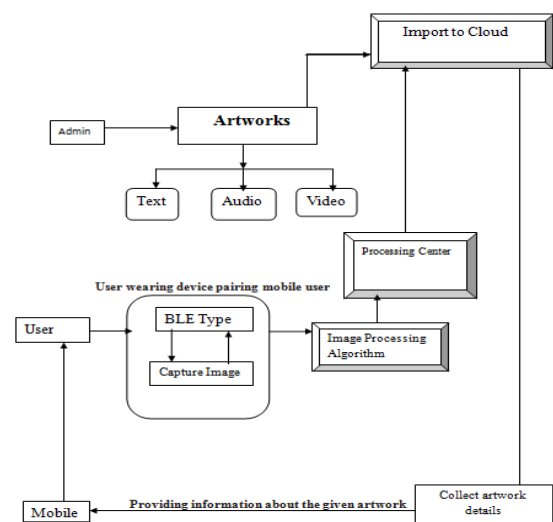 Import to Cloud
Artworks
Admin
Text
Audio
Video
Processing Center
User wearing device pairing mobile user
BLE Type
User
Image Processing
Algorithm
Capture Image
Collect artwork
details
Providing information about the given artwork
Mobile